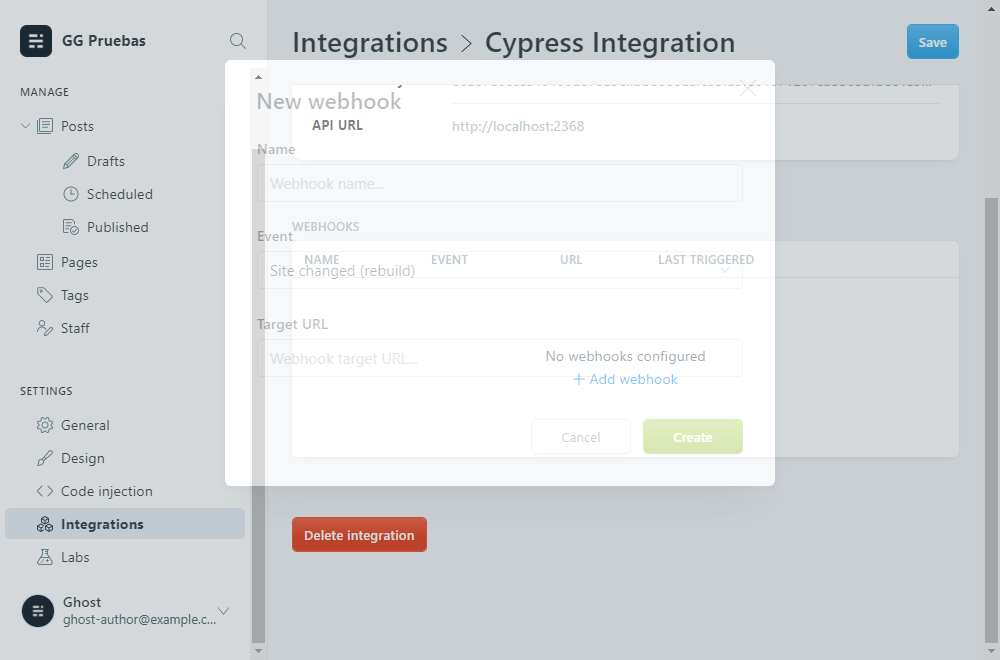 GG Pruebas
MANAGE
Posts
Drafts
Scheduled
Published
Pages
Tags
Staff
SETTINGS
General
Design
Code injection
Integrations
Labs
Ghost
ghost-author@example.c...
Integrations > Cypress Integration
Save
API URL
http://localhost:2368
WEBHOOKS
NAME EVENT URL LAST TRIGGERED
No webhooks configured
+ Add webhook
Delete integration
New webhook
Name
Webhook name...
Event
Site changed (rebuild)
Target URL
Webhook target URL...
Cancel
Create